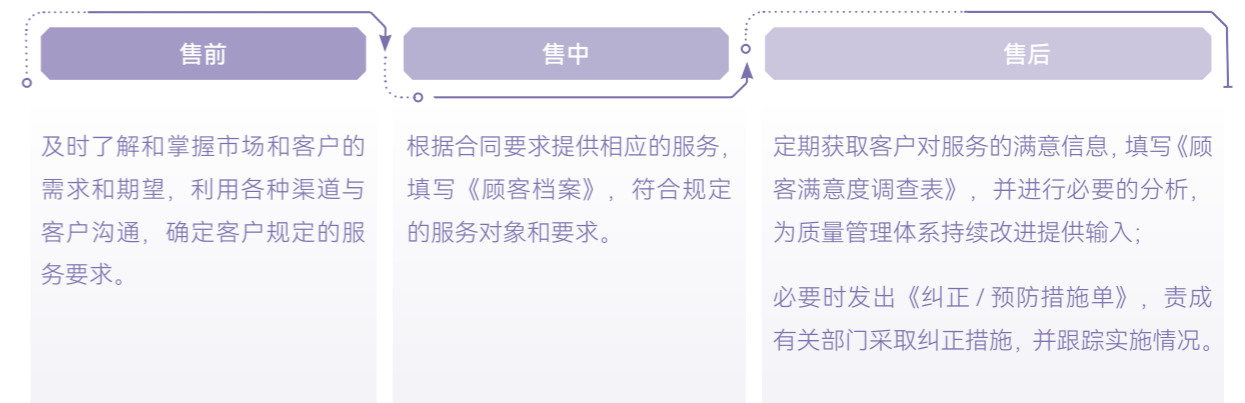 售前
及时了解和掌握市场和客户的
需求和期望，利用各种渠道与
客户沟通，确定客户规定的服
务要求。
售中
根据合同要求提供相应的服务，
填写《顾客档案》，符合规定
的服务对象和要求。
售后
定期获取客户对服务的满意信息，填写《顾
客满意度调查表》，并进行必要的分析，
为质量管理体系持续改进提供输入；
必要时发出《纠正 / 预防措施单》，责成
有关部门采取纠正措施，并跟踪实施情况。